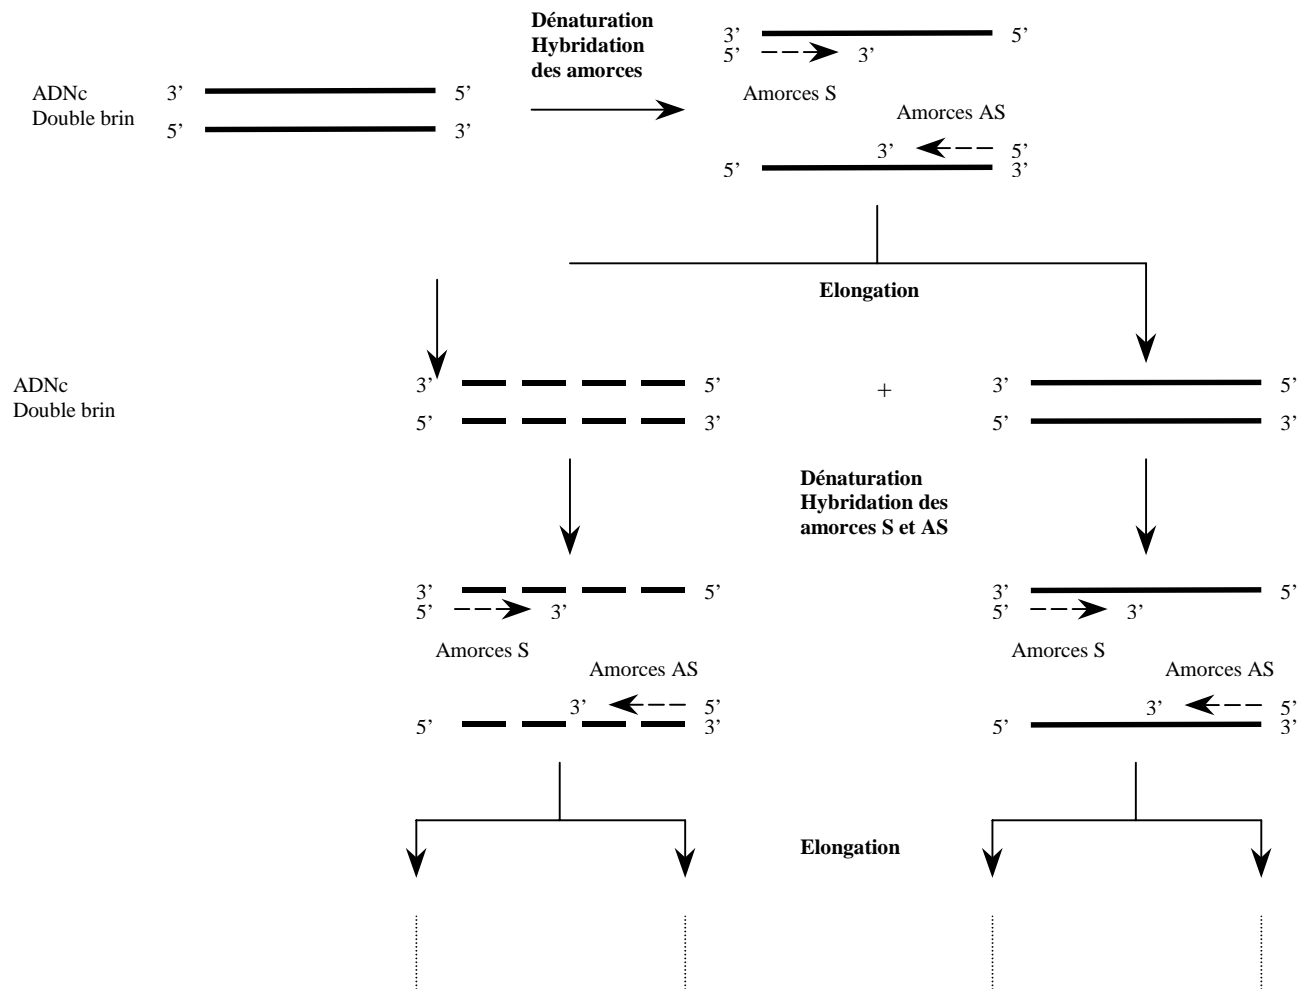 Dénaturation
Hybridation
des amorces
3’ 5’
5’ 3’
ADNc 3’ 5’
Double brin 5’ 3’
Amorces S
Amorces AS
3’ 5’
5’ 3’
Elongation
ADNc 3’ 5’ + 3’ 5’
Double brin 5’ 3’ 5’ 3’
Dénaturation
Hybridation des
amorces S et AS
3’ 5’ 3’ 5’
5’ 3’ 5’ 3’
Amorces S Amorces S
Amorces AS Amorces AS
3’ 5’ 3’ 5’
5’ 3’ 5’ 3’
Elongation